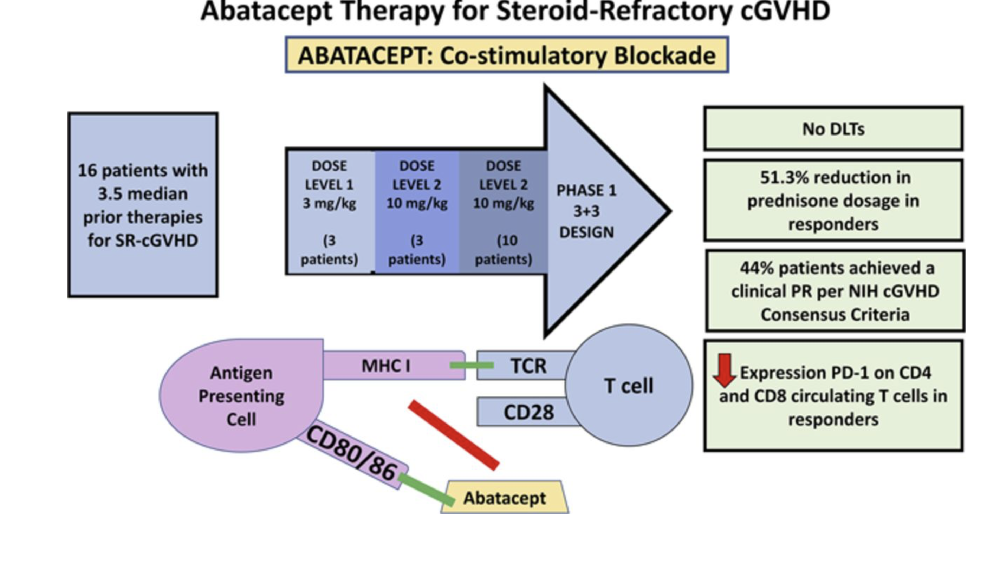 Abatacept Therapy for Steroid-Refractory cGVHD
ABATACEPT: Co-stimulatory Blockade
16 patients with
3.5 median
prior therapies
for SR-cGVHD
DOSE
LEVEL 1
3 mg/kg
(3
patients)
DOSE
LEVEL 2
10 mg/kg
(3
patients)
DOSE
LEVEL 2
10 mg/kg
(10
patients)
PHASE 1
3+3
DESIGN
No DLTs
51.3% reduction in
prednisone dosage in
responders
44% patients achieved a
clinical PR per NIH cGVHD
Consensus Criteria
Expression PD-1 on CD4
and CD8 circulating T cells in
responders
Antigen
Presenting
Cell
MHC I
TCR
CD28
T cell
CD80/86
Abatacept